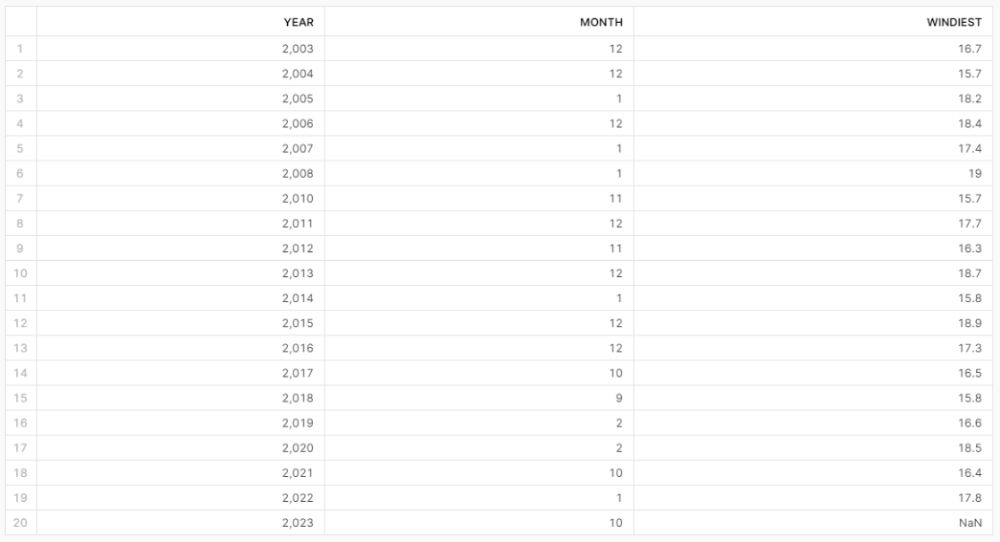 YEAR MONTH WINDIEST
1 2,003 12 16.7
2 2,004 12 15.7
3 2,005 1 18.2
4 2,006 12 18.4
5 2,007 1 17.4
6 2,008 1 19
7 2,010 11 15.7
8 2,011 12 17.7
9 2,012 11 16.3
10 2,013 12 18.7
11 2,014 1 15.8
12 2,015 12 18.9
13 2,016 12 17.3
14 2,017 10 16.5
15 2,018 9 15.8
16 2,019 2 16.6
17 2,020 2 18.5
18 2,021 10 16.4
19 2,022 1 17.8
20 2,023 10 NaN